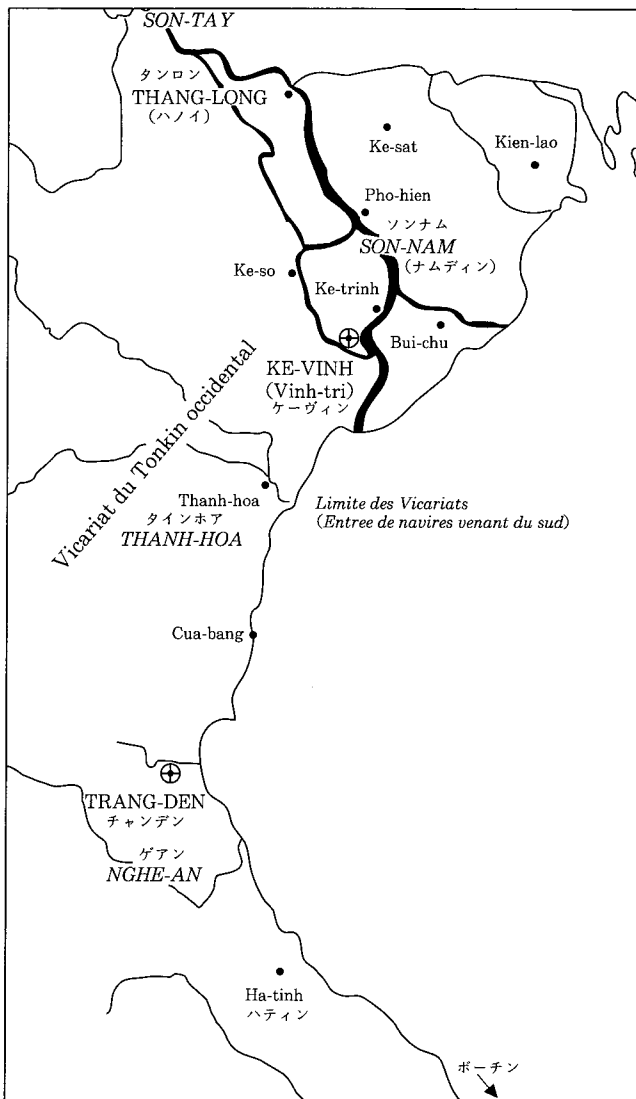 SON-TAY
タンロン
THANG-LONG
(ハノイ)
Ke-sat
Kien-lao
Pho-hien
ソンナム
SON-NAM
(ナムディン)
Ke-so
Ke-trinh
Bui-chu
KE-VINH
(Vinh-tri)
ケーヴィン
Vicariat du Tonkin occidental
Thanh-hoa
タインホア
THANH-HOA
Limite des Vicariats
(Entree de navires venant du sud)
Cua-bang
TRANG-DEN
チャンデン
ゲアン
NGHE-AN
Ha-tinh
ハティン
ボーチン